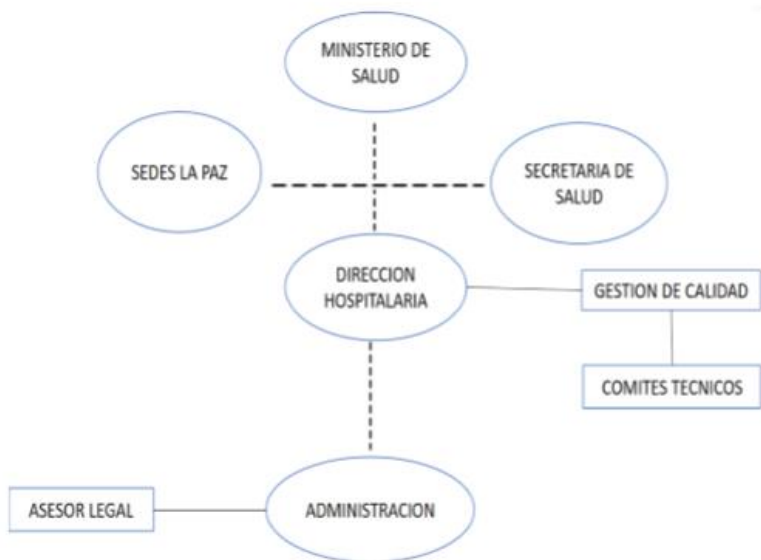 MINISTERIO DE
SALUD
SEDES LA PAZ
SECRETARIA DE
SALUD
DIRECCION
HOSPITALARIA
GESTION DE CALIDAD
COMITES TECNICOS
ASESOR LEGAL
ADMINISTRACION